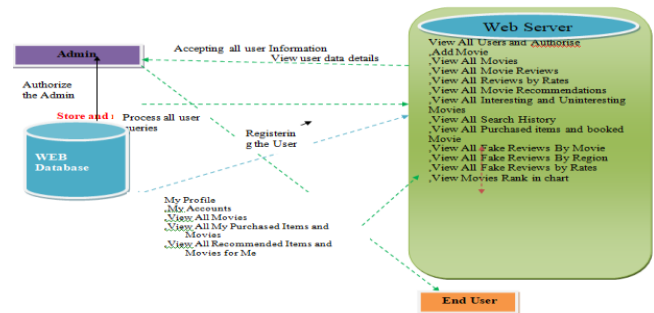 Web Server
Admin
Accepting all user Information
View user data details
View All Users and Authorise
,Add Movie
,View All Movies
,View All Movie Reviews
,View All Reviews by Rates
,View All Movie Recommendations
,View All Interesting and Uninteresting
Movies
,View All Search History
,View All Purchased items and booked
Movie
,View All Fake Reviews By Movie
,View All Fake Reviews By Region
,View All Fake Reviews by Rates
,View Movies Rank in chart
Authorize
the Admin
Store and
Process all user
queries
Registerin
g the User
WEB
Database
My Profile
,My Accounts
,View All Movies
,View All My Purchased Items and
Movies
,View All Recommended Items and
Movies for Me
End User